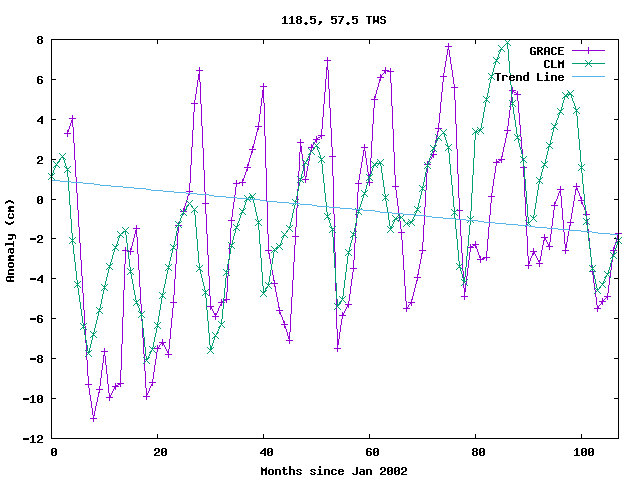 118.5, 57.5 TWS
GRACE
CLM
Trend Line
8
6
4
2
0
-2
-4
-6
-8
-10
-12
Anomaly (cm)
0 20 40 60 80 100
Months since Jan 2002